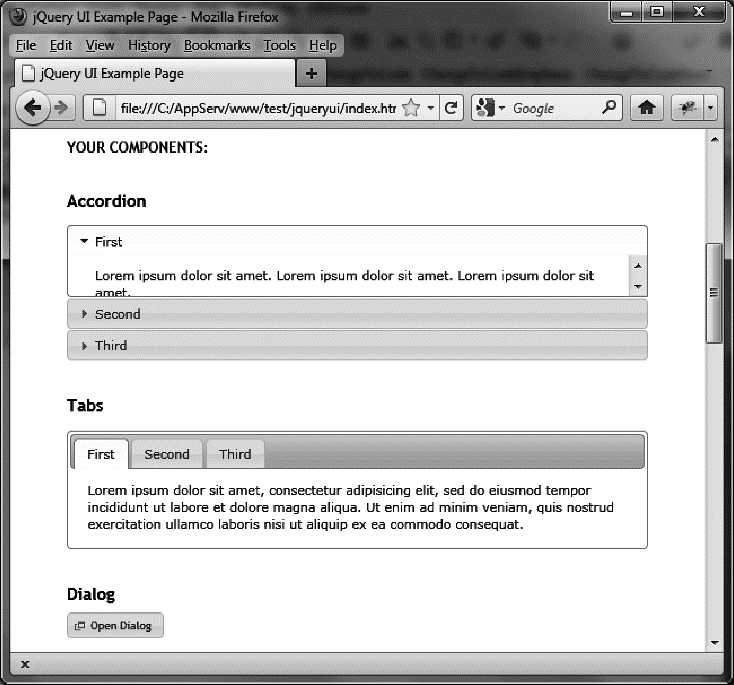 jQuery UI Example Page - Mozilla Firefox
File Edit View History Bookmarks Tools Help
jQuery UI Example Page
file:///C:/AppServ/www/test/jqueryui/index.htr
Google
YOUR COMPONENTS:
Accordion
First
Lorem ipsum dolor sit amet. Lorem ipsum dolor sit amet. Lorem ipsum dolor sit
amet.
Second
Third
Tabs
First Second Third
Lorem ipsum dolor sit amet, consectetur adipisicing elit, sed do eiusmod tempor
incididunt ut labore et dolore magna aliqua. Ut enim ad minim veniam, quis nostrud
exercitation ullamco laboris nisi ut aliquip ex ea commodo consequat.
Dialog
Open Dialog
x